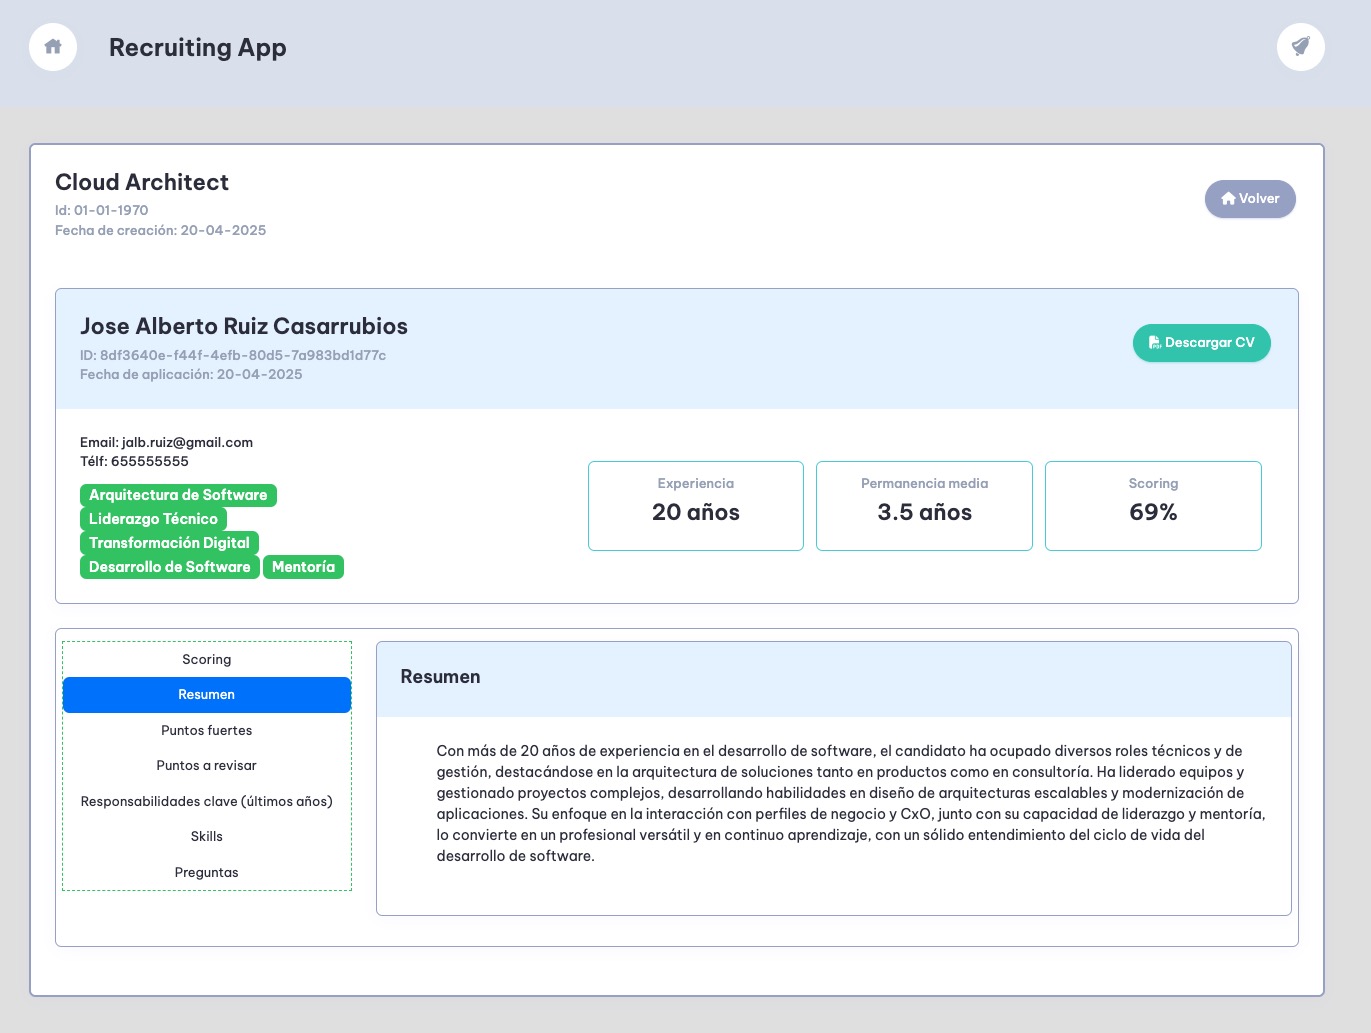 Recruiting App
Cloud Architect
Id: 01-01-1970
Fecha de creación: 20-04-2025
Volver
Jose Alberto Ruiz Casarrubios
ID: 8df3640e-f44f-4efb-80d5-7a983bd1d77c
Fecha de aplicación: 20-04-2025
Descargar CV
Email: jalb.ruiz@gmail.com
Télf: 655555555
Arquitectura de Software
Liderazgo Técnico
Transformación Digital
Desarrollo de Software Mentoría
Experiencia
20 años
Permanencia media
3.5 años
Scoring
69%
Scoring
Resumen
Puntos fuertes
Puntos a revisar
Responsabilidades clave (últimos años)
Skills
Preguntas
Resumen
Con más de 20 años de experiencia en el desarrollo de software, el candidato ha ocupado diversos roles técnicos y de
gestión, destacándose en la arquitectura de soluciones tanto en productos como en consultoría. Ha liderado equipos y
gestionado proyectos complejos, desarrollando habilidades en diseño de arquitecturas escalables y modernización de
aplicaciones. Su enfoque en la interacción con perfiles de negocio y CxO, junto con su capacidad de liderazgo y mentoría,
lo convierte en un profesional versátil y en continuo aprendizaje, con un sólido entendimiento del ciclo de vida del
desarrollo de software.